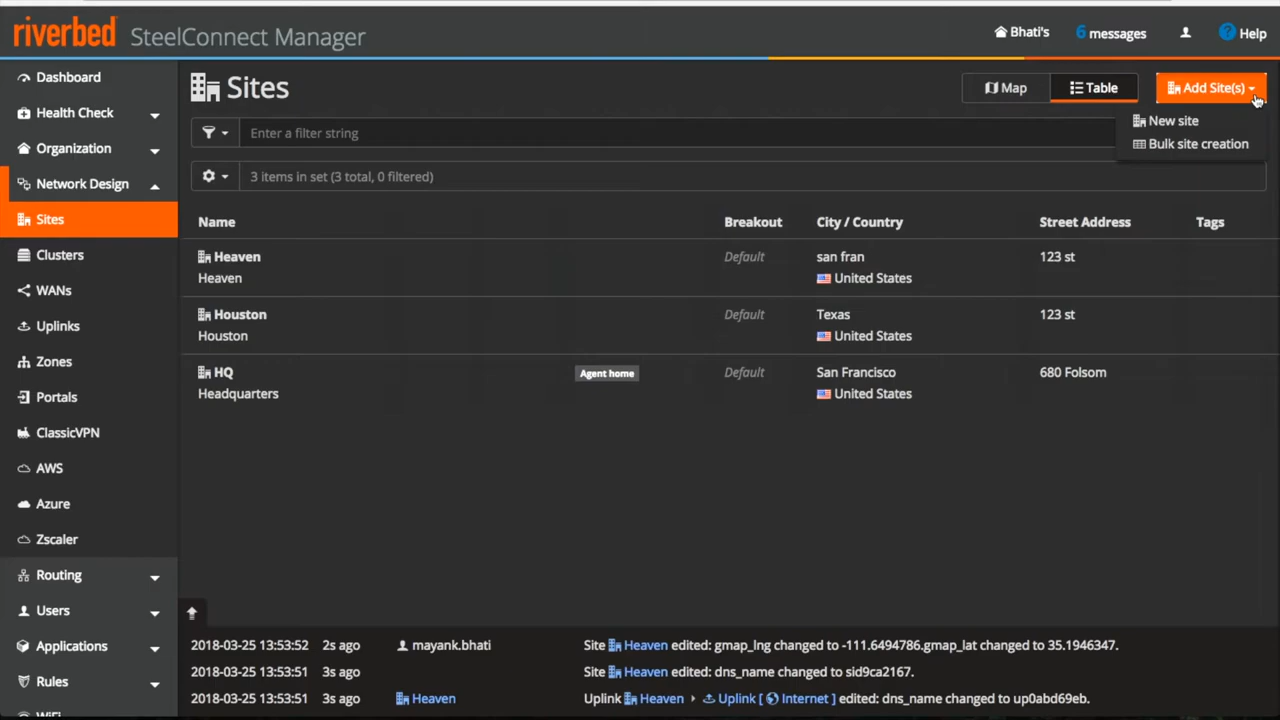 riverbed SteelConnect Manager
Bhati's
6 messages
? Help
Dashboard
Health Check
Organization
Network Design
Sites
Clusters
WANs
Uplinks
Zones
Portals
ClassicVPN
AWS
Azure
Zscaler
Routing
Users
Applications
Rules
WiFi
Sites
Map
Table
Add Site(s)
New site
Bulk site creation
Enter a filter string
3 items in set (3 total, 0 filtered)
Name Breakout City / Country Street Address Tags
Heaven Default san fran 123 st
Heaven United States
Houston Default Texas 123 st
Houston United States
HQ Agent home Default San Francisco 680 Folsom
Headquarters United States
2018-03-25 13:53:52 2s ago mayank.bhati Site Heaven edited: gmap_lng changed to -111.6494786.gmap_lat changed to 35.1946347.
2018-03-25 13:53:51 3s ago Site Heaven edited: dns_name changed to sid9ca2167.
2018-03-25 13:53:51 3s ago Heaven Uplink Heaven Uplink [ Internet ] edited: dns_name changed to up0abd69eb.